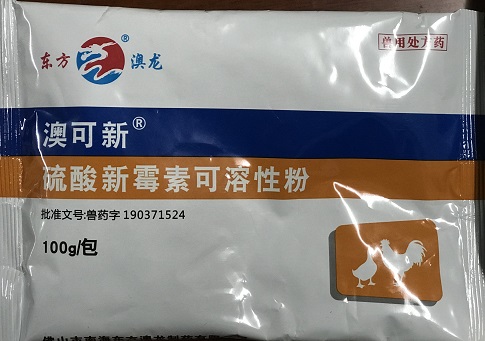 东方 ® 澳龙
兽用处方药
澳可新®
硫酸新霉素可溶性粉
批准文号:兽药字 190371524
100g/包